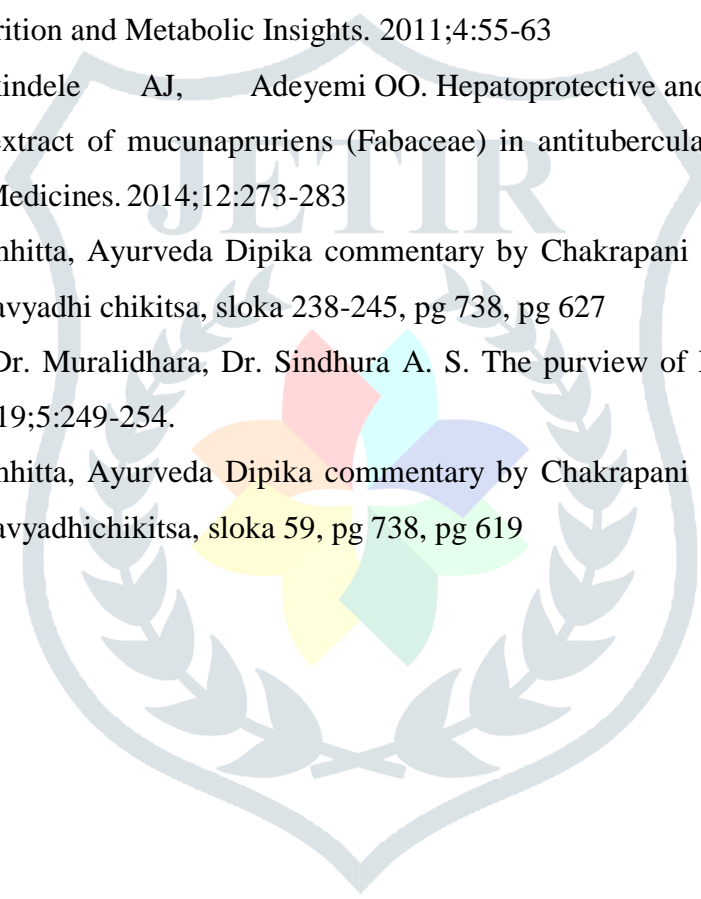 rition and Metabolic Insights. 2011;4:55-63
indele AJ, Adeyemi OO. Hepatoprotective and
extract of mucunapruriens (Fabaceae) in antitubercula
Medicines. 2014;12:273-283
nhitta, Ayurveda Dipika commentary by Chakrapani
avyadhi chikitsa, sloka 238-245, pg 738, pg 627
Dr. Muralidhara, Dr. Sindhura A. S. The purview of
19;5:249-254.
nhitta, Ayurveda Dipika commentary by Chakrapani
avyadhichikitsa, sloka 59, pg 738, pg 619
JETIR